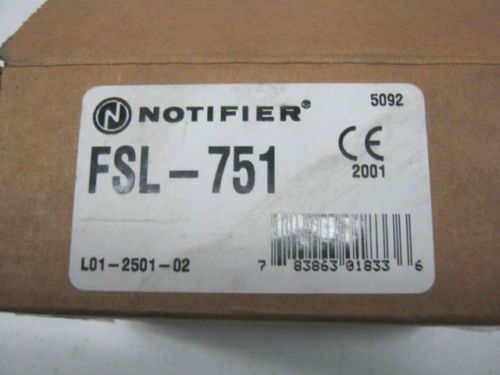 N NOTIFIER® 5092
FSL-751
CE
2001
L01-2501-02
7 83863 01833 6